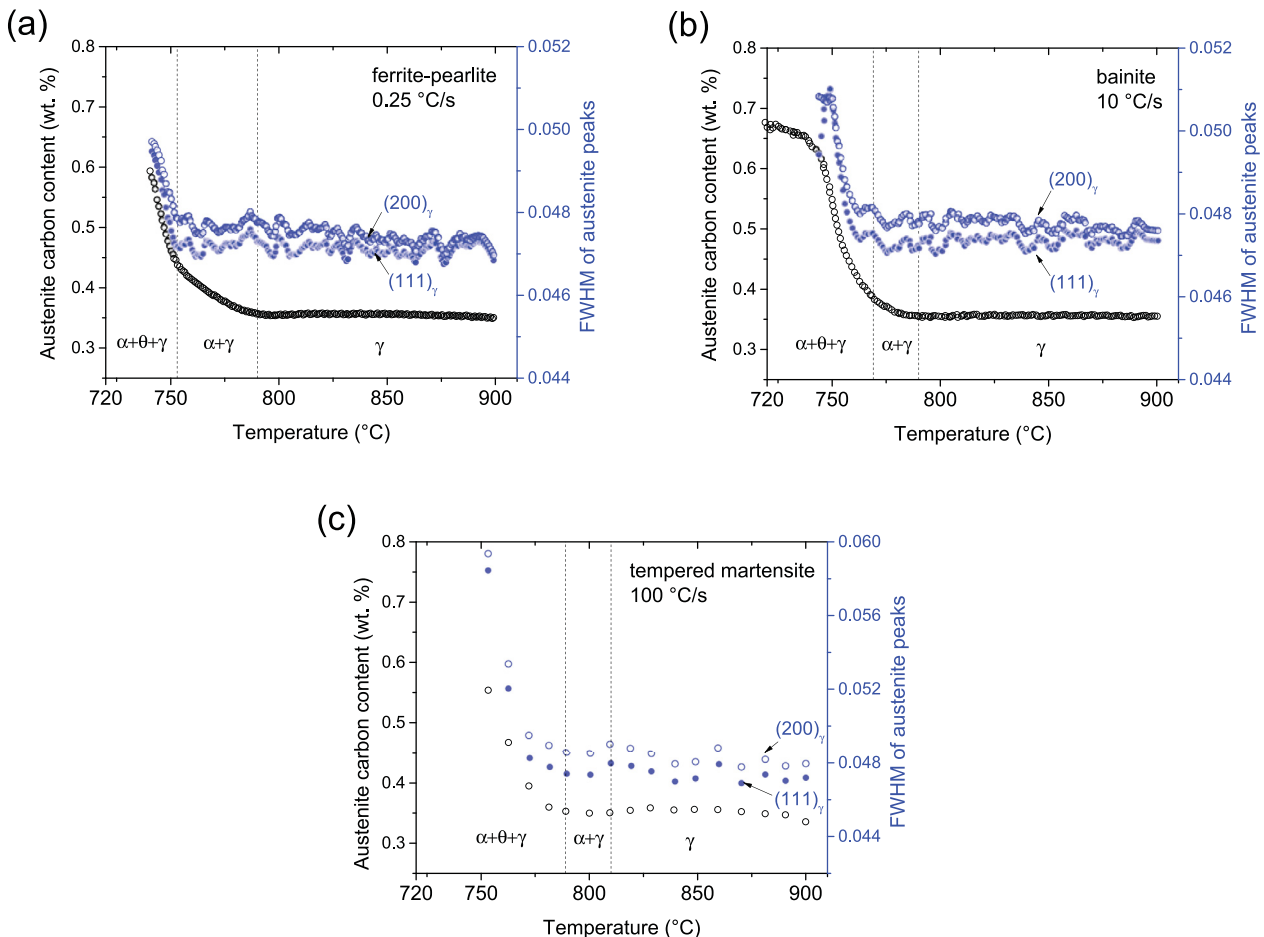 (a)
0.8
0.7
0.6
0.5
0.4
0.3
Austenite carbon content (wt. %)
ferrite-pearlite
0.25 °C/s
(200)γ
(111)γ
α+θ+γ
α+γ
γ
0.052
0.050
0.048
0.046
0.044
FWHM of austenite peaks
720
750
800
850
900
Temperature (°C)
(b)
0.8
0.7
0.6
0.5
0.4
0.3
Austenite carbon content (wt. %)
bainite
10 °C/s
(200)γ
(111)γ
α+θ+γ
α+γ
γ
0.052
0.050
0.048
0.046
0.044
FWHM of austenite peaks
720
750
800
850
900
Temperature (°C)
(c)
0.8
0.7
0.6
0.5
0.4
0.3
Austenite carbon content (wt. %)
tempered martensite
100 °C/s
(200)γ
(111)γ
α+θ+γ
α+γ
γ
0.060
0.056
0.052
0.048
0.044
FWHM of austenite peaks
720
750
800
850
900
Temperature (°C)